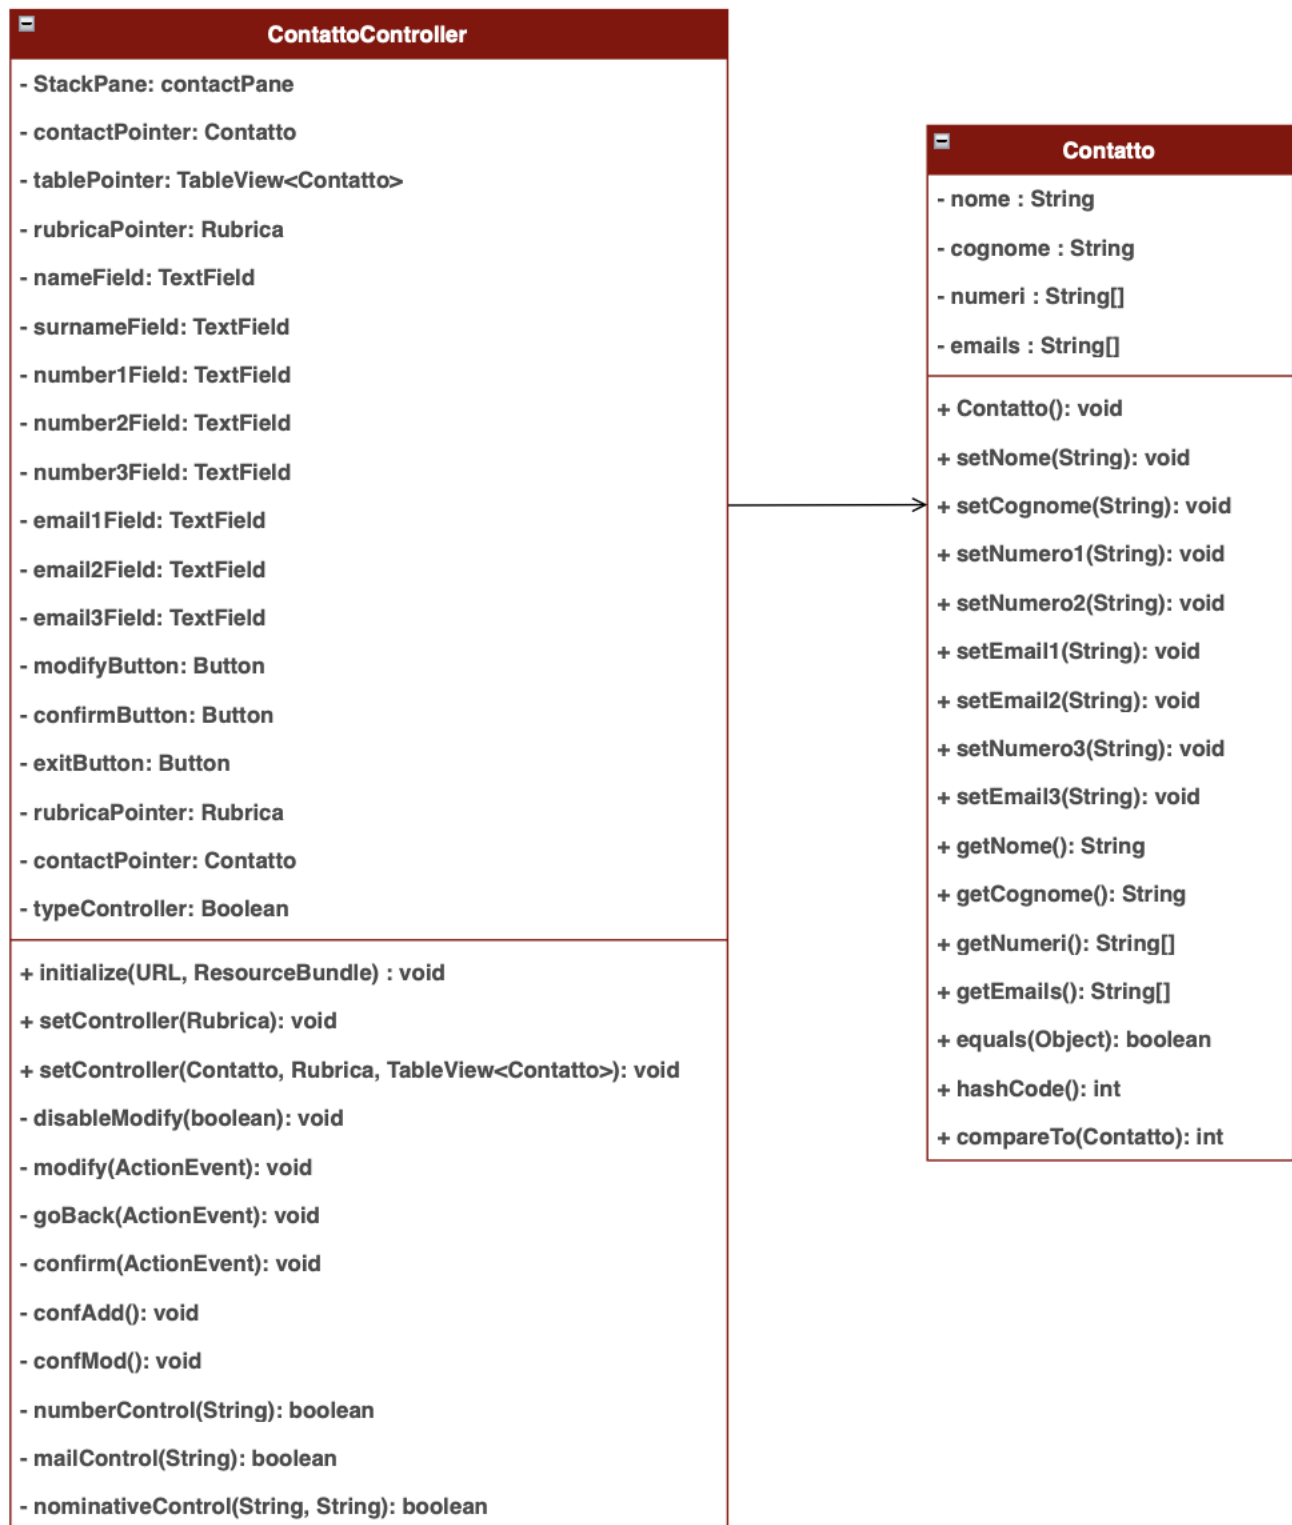 ContattoController
- StackPane: contactPane
- contactPointer: Contatto
- tablePointer: TableView<Contatto>
- rubricaPointer: Rubrica
- nameField: TextField
- surnameField: TextField
- number1Field: TextField
- number2Field: TextField
- number3Field: TextField
- email1Field: TextField
- email2Field: TextField
- email3Field: TextField
- modifyButton: Button
- confirmButton: Button
- exitButton: Button
- rubricaPointer: Rubrica
- contactPointer: Contatto
- typeController: Boolean
+ initialize(URL, ResourceBundle) : void
+ setController(Rubrica): void
+ setController(Contatto, Rubrica, TableView<Contatto>): void
- disableModify(boolean): void
- modify(ActionEvent): void
- goBack(ActionEvent): void
- confirm(ActionEvent): void
- confAdd(): void
- confMod(): void
- numberControl(String): boolean
- mailControl(String): boolean
- nominativeControl(String, String): boolean
Contatto
- nome : String
- cognome : String
- numeri : String[]
- emails : String[]
+ Contatto(): void
+ setNome(String): void
+ setCognome(String): void
+ setNumero1(String): void
+ setNumero2(String): void
+ setEmail1(String): void
+ setEmail2(String): void
+ setNumero3(String): void
+ setEmail3(String): void
+ getNome(): String
+ getCognome(): String
+ getNumeri(): String[]
+ getEmails(): String[]
+ equals(Object): boolean
+ hashCode(): int
+ compareTo(Contatto): int